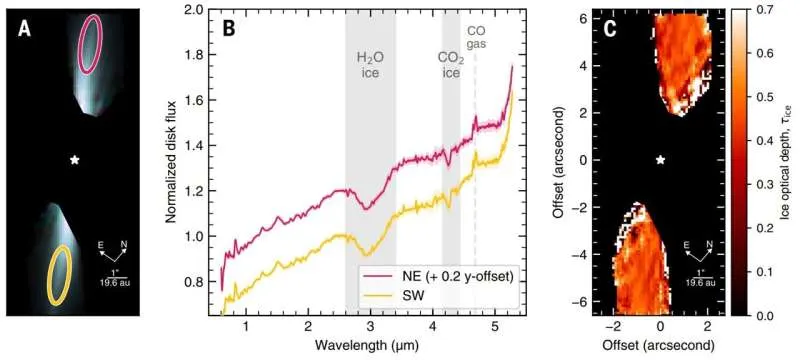 A
E
N
1"
19.6 au
B
2.0
1.8
1.6
1.4
1.2
1.0
0.8
Normalized disk flux
H₂O
ice
CO₂
ice
CO
gas
NE (+ 0.2 y-offset)
SW
1
2
3
4
5
Wavelength (µm)
C
6
4
2
0
−2
−4
−6
Offset (arcsecond)
E
N
1"
19.6 au
−2
0
2
Offset (arcsecond)
0.7
0.6
0.5
0.4
0.3
0.2
0.1
0.0
Ice optical depth, τice